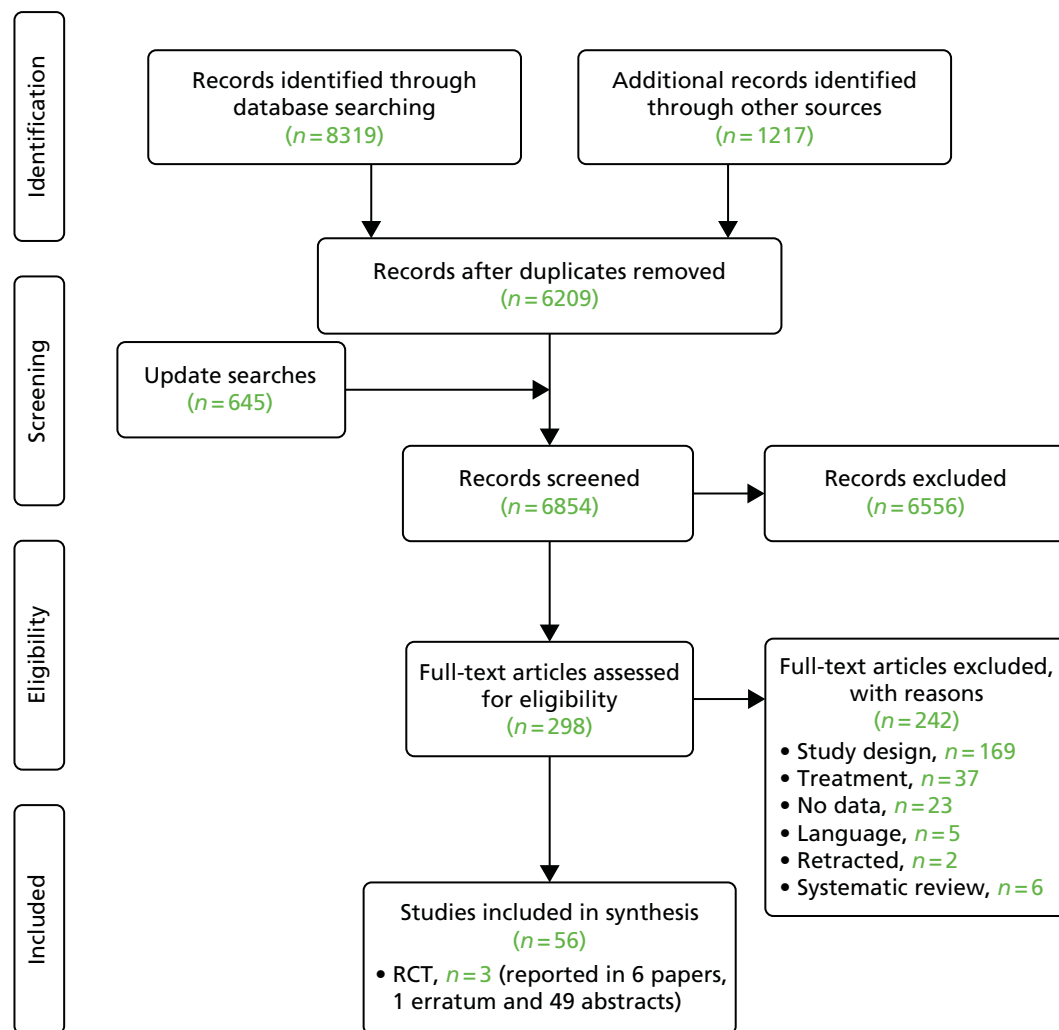 Identification
Records identified through
database searching
(n=8319)
Additional records identified
through other sources
(n=1217)
Records after duplicates removed
(n=6209)
Screening
Update searches
(n=645)
Records screened
(n=6854)
Records excluded
(n=6556)
Eligibility
Full-text articles assessed
for eligibility
(n=298)
Full-text articles excluded,
with reasons
(n=242)
• Study design, n=169
• Treatment, n=37
• No data, n=23
• Language, n=5
• Retracted, n=2
• Systematic review, n=6
Included
Studies included in synthesis
(n=56)
• RCT, n=3 (reported in 6 papers,
1 erratum and 49 abstracts)